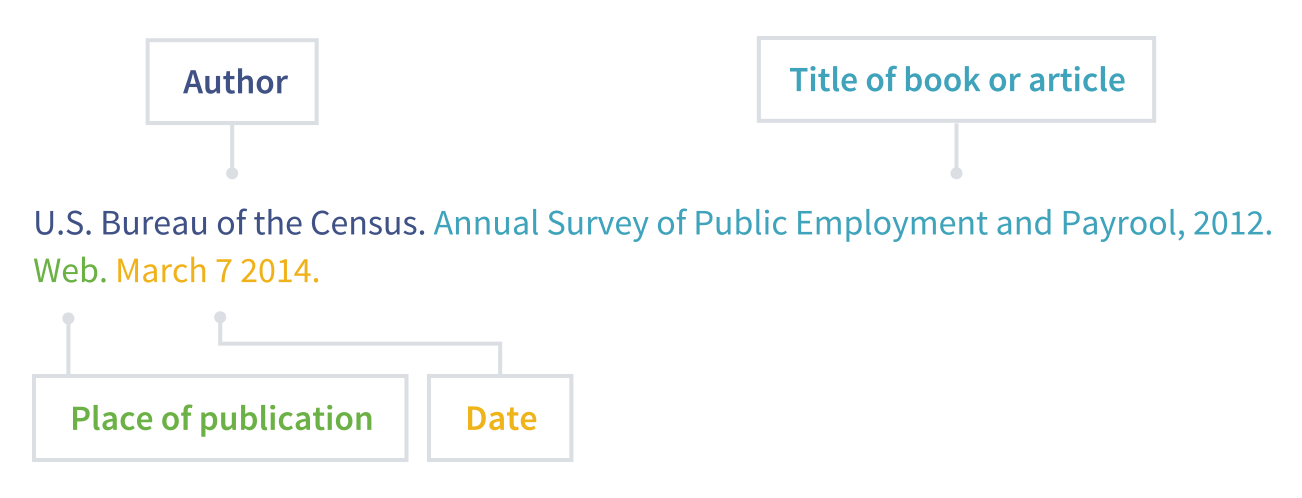 Author
Title of book or article
U.S. Bureau of the Census. Annual Survey of Public Employment and Payrool, 2012.
Web. March 7 2014.
Place of publication
Date